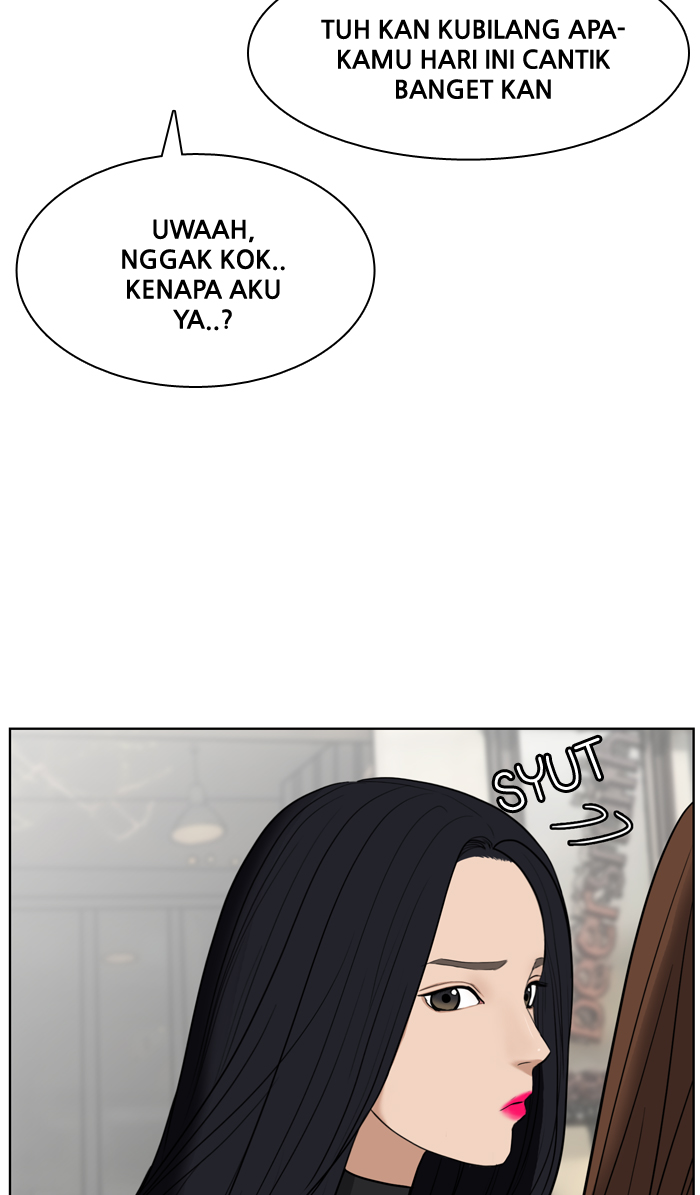 TUH KAN KUBILANG APA-
KAMU HARI INI CANTIK
BANGET KAN
UWAAH,
NGGAK KOK..
KENAPA AKU
YA..?
SYUT